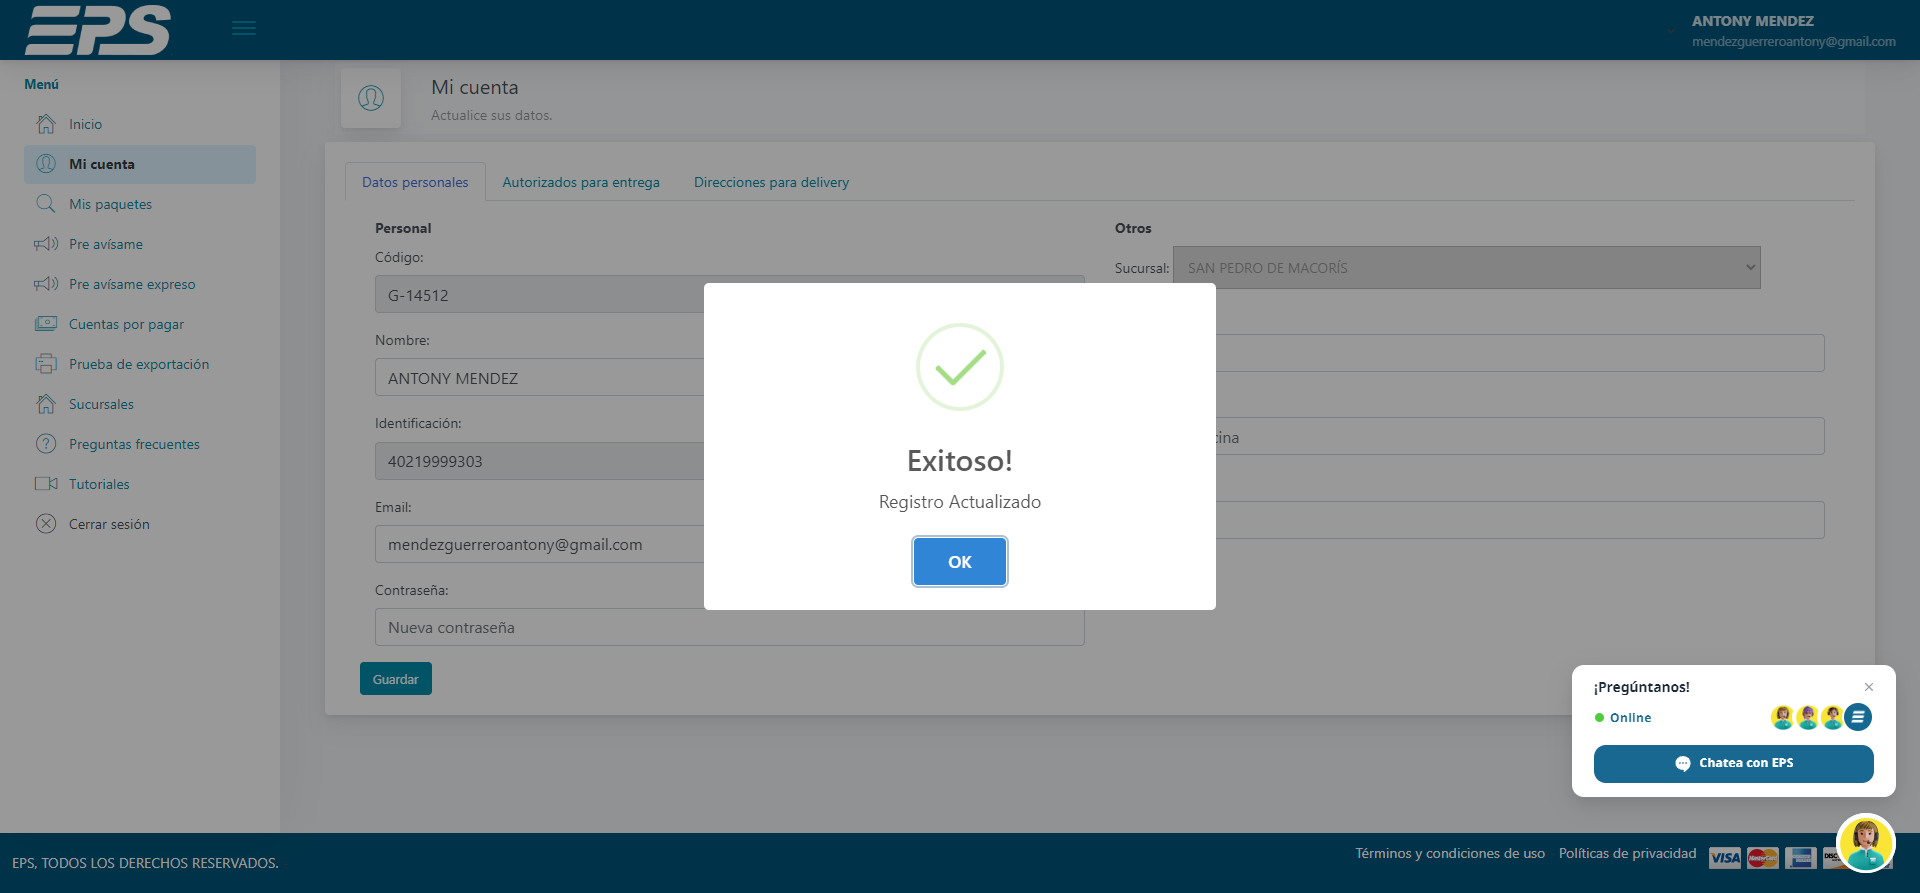 EPS
ANTONY MENDEZ
mendezguerreroantony@gmail.com
Menú
Inicio
Mi cuenta
Mis paquetes
Pre avísame
Pre avísame expreso
Cuentas por pagar
Prueba de exportación
Sucursales
Preguntas frecuentes
Tutoriales
Cerrar sesión
Mi cuenta
Actualice sus datos.
Datos personales
Autorizados para entrega
Direcciones para delivery
Personal
Código:
G-14512
Nombre:
ANTONY MENDEZ
Identificación:
40219999303
Email:
mendezguerreroantony@gmail.com
Contraseña:
Nueva contraseña
Guardar
Otros
Sucursal:
SAN PEDRO DE MACORÍS
Exitoso!
Registro Actualizado
OK
¡Pregúntanos!
Online
Chatea con EPS
EPS, TODOS LOS DERECHOS RESERVADOS.
Términos y condiciones de uso
Políticas de privacidad
VISA
MasterCard